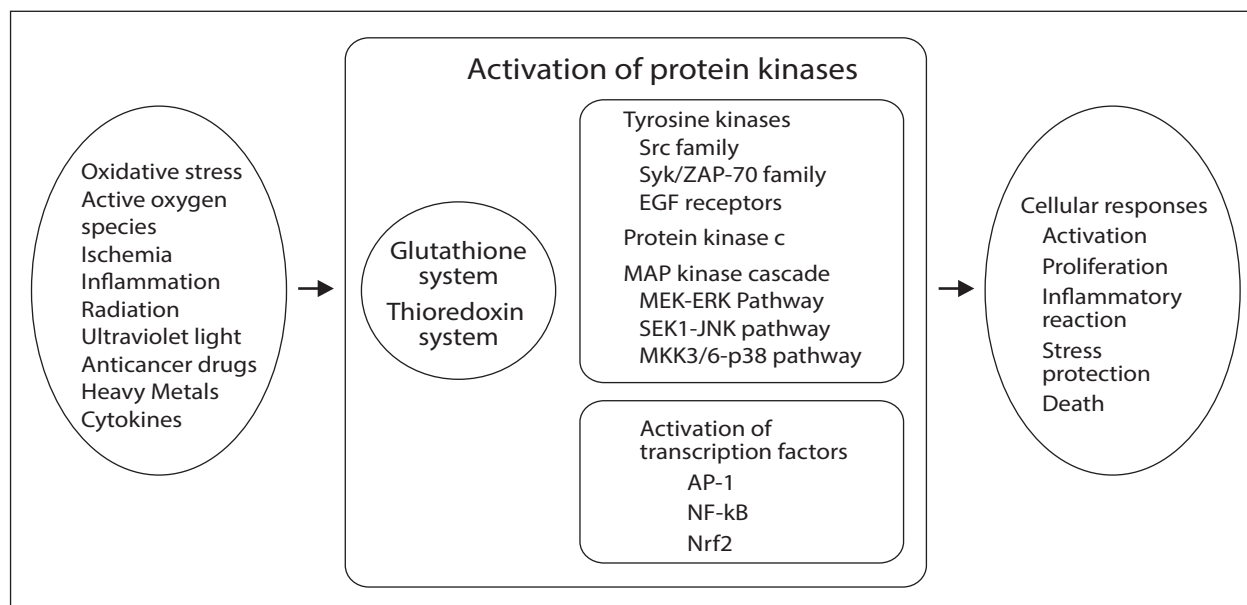 Activation of protein kinases
Oxidative stress
Active oxygen
species
Ischemia
Inflammation
Radiation
Ultraviolet light
Anticancer drugs
Heavy Metals
Cytokines
Glutathione
system
Thioredoxin
system
Tyrosine kinases
Src family
Syk/ZAP-70 family
EGF receptors
Protein kinase c
MAP kinase cascade
MEK-ERK Pathway
SEK1-JNK pathway
MKK3/6-p38 pathway
Activation of
transcription factors
AP-1
NF-kB
Nrf2
Cellular responses
Activation
Proliferation
Inflammatory
reaction
Stress
protection
Death